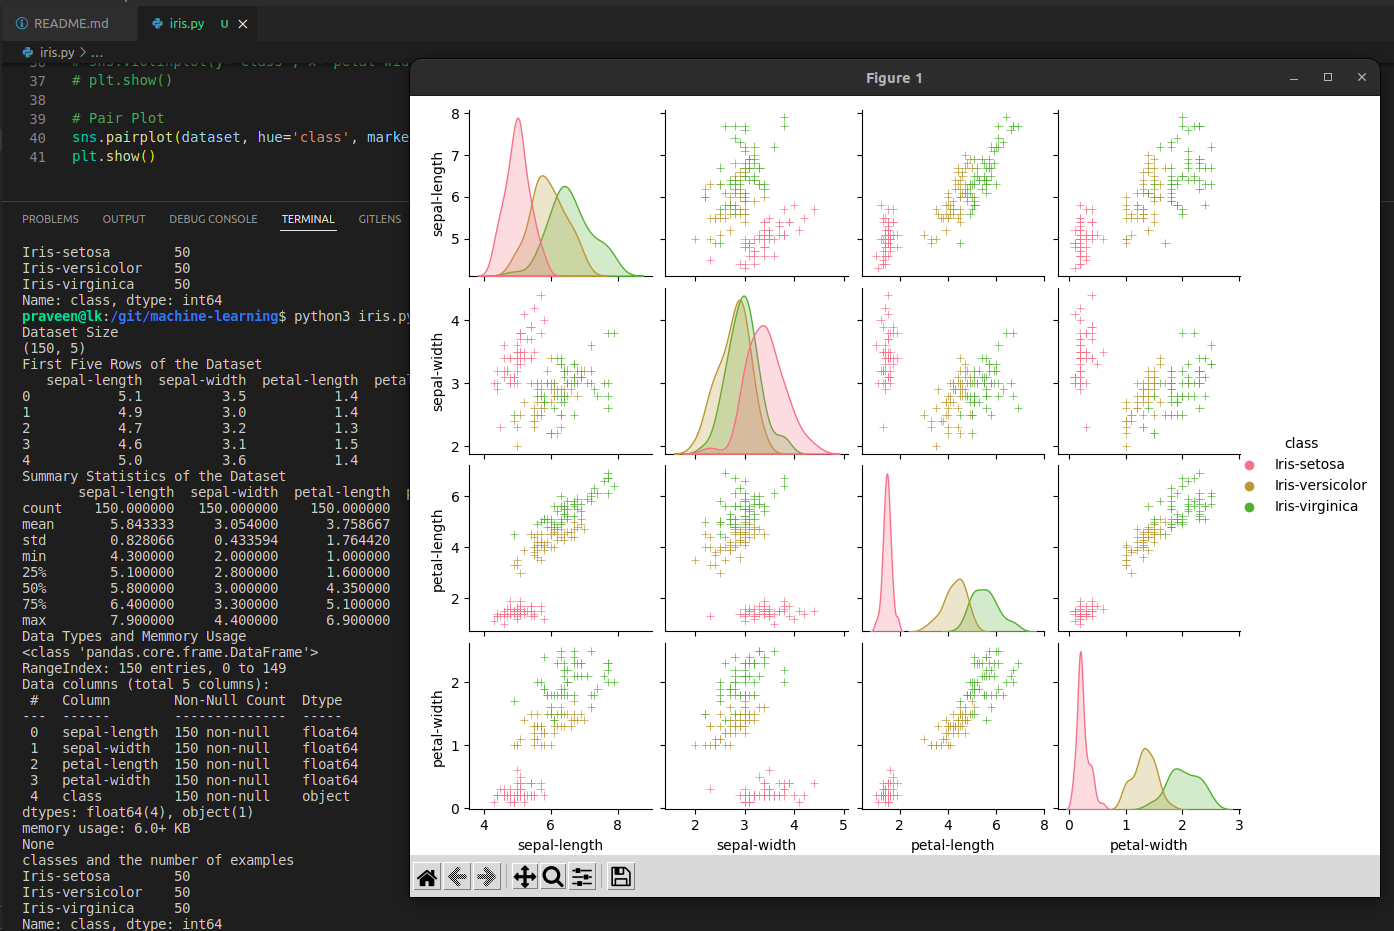 README.md
iris.py U
iris.py > ...
36 # sns.violinplot(y='class', x='petal-wid
37 # plt.show()
38
39 # Pair Plot
40 sns.pairplot(dataset, hue='class', marke
41 plt.show()
PROBLEMS OUTPUT DEBUG CONSOLE TERMINAL GITLENS
Iris-setosa 50
Iris-versicolor 50
Iris-virginica 50
Name: class, dtype: int64
praveen@lk:/git/machine-learning$ python3 iris.py
Dataset Size
(150, 5)
First Five Rows of the Dataset
sepal-length sepal-width petal-length petal
0 5.1 3.5 1.4
1 4.9 3.0 1.4
2 4.7 3.2 1.3
3 4.6 3.1 1.5
4 5.0 3.6 1.4
Summary Statistics of the Dataset
sepal-length sepal-width petal-length p
count 150.000000 150.000000 150.000000
mean 5.843333 3.054000 3.758667
std 0.828066 0.433594 1.764420
min 4.300000 2.000000 1.000000
25% 5.100000 2.800000 1.600000
50% 5.800000 3.000000 4.350000
75% 6.400000 3.300000 5.100000
max 7.900000 4.400000 6.900000
Data Types and Memmory Usage
<class 'pandas.core.frame.DataFrame'>
RangeIndex: 150 entries, 0 to 149
Data columns (total 5 columns):
# Column Non-Null Count Dtype
--- ------ -------------- -----
0 sepal-length 150 non-null float64
1 sepal-width 150 non-null float64
2 petal-length 150 non-null float64
3 petal-width 150 non-null float64
4 class 150 non-null object
dtypes: float64(4), object(1)
memory usage: 6.0+ KB
None
classes and the number of examples
Iris-setosa 50
Iris-versicolor 50
Iris-virginica 50
Name: class, dtype: int64
Figure 1
sepal-length
8
7
6
5
sepal-width
4
3
2
petal-length
6
4
2
petal-width
2
1
0
4 6 8 2 3 4 5 2 4 6 8 0 1 2 3
sepal-length sepal-width petal-length petal-width
class
Iris-setosa
Iris-versicolor
Iris-virginica